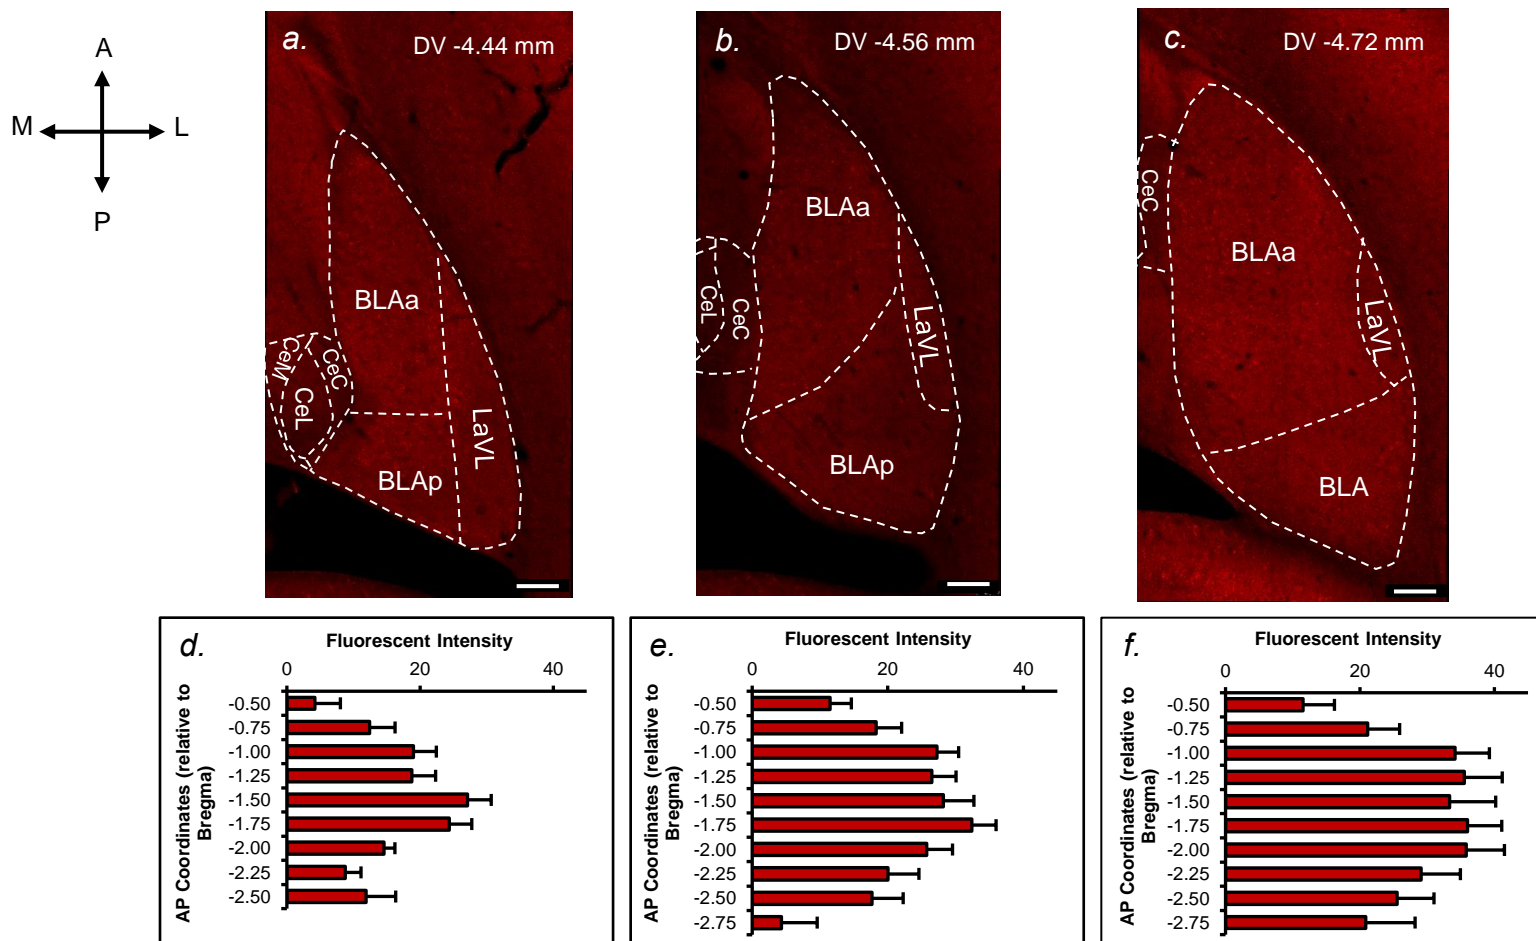 A
M
L
P
a.
DV -4.44 mm
BLAa
CeM
CeC
CeL
LaVL
BLAp
b.
DV -4.56 mm
BLAa
CeL
CeC
LaVL
BLAp
c.
DV -4.72 mm
CeC
BLAa
LaVL
BLA
d.
Fluorescent Intensity
0 20 40
AP Coordinates (relative to
Bregma)
-0.50
-0.75
-1.00
-1.25
-1.50
-1.75
-2.00
-2.25
-2.50
e.
Fluorescent Intensity
0 20 40
AP Coordinates (relative to
Bregma)
-0.50
-0.75
-1.00
-1.25
-1.50
-1.75
-2.00
-2.25
-2.50
-2.75
f.
Fluorescent Intensity
0 20 40
AP Coordinates (relative to
Bregma)
-0.50
-0.75
-1.00
-1.25
-1.50
-1.75
-2.00
-2.25
-2.50
-2.75